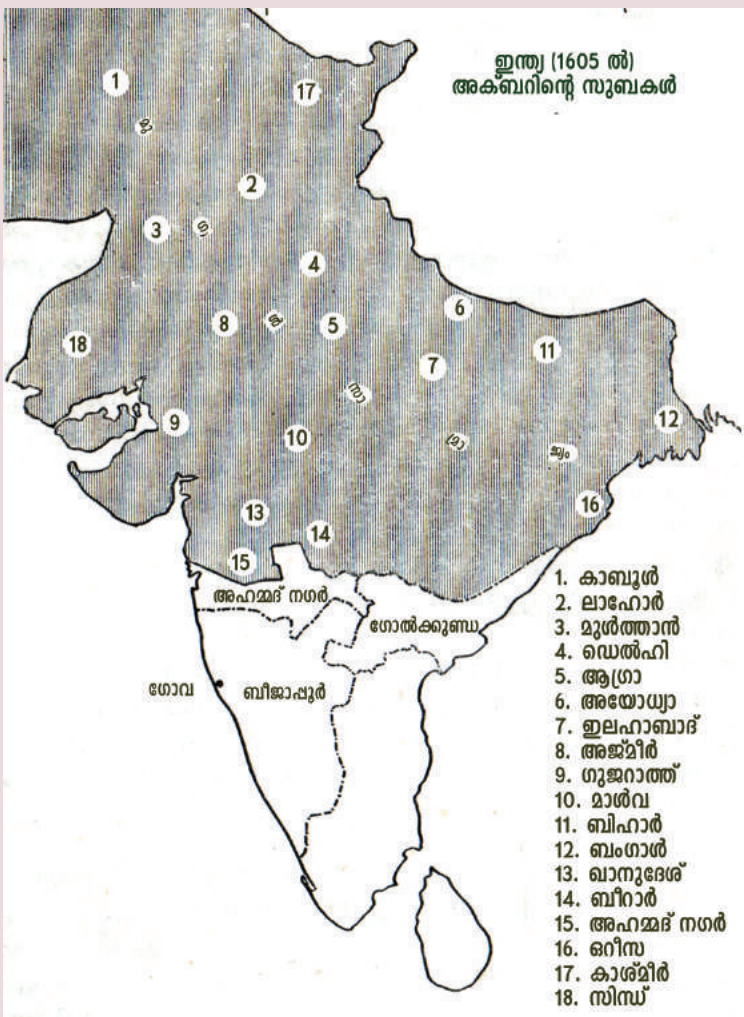 ഇന്ത്യ (1605 ൽ)
അക്ബറിന്റെ സുബകൾ
1
17
മു
2
3
ഗ
4
8
ൾ
5
6
18
7
11
സാ
9
10
മ്രാ
ജ്യം
12
13
14
16
15
അഹമ്മദ് നഗർ
ഗോൽക്കുണ്ട
ഗോവ
ബീജാപ്പൂർ
1. കാബൂൾ
2. ലാഹോർ
3. മുൾത്താൻ
4. ഡെൽഹി
5. ആഗ്രാ
6. അയോധ്യാ
7. ഇലഹാബാദ്
8. അജ്മീർ
9. ഗുജറാത്ത്
10. മാൾവ
11. ബിഹാർ
12. ബംഗാൾ
13. ഖാനുദേശ്
14. ബീറാർ
15. അഹമ്മദ് നഗർ
16. ഒറീസ
17. കാശ്മീർ
18. സിന്ധ്